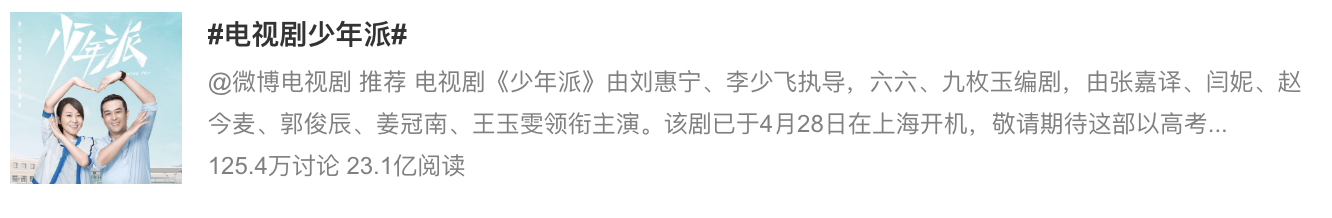 少年派
#电视剧少年派#
@微博电视剧 推荐 电视剧《少年派》由刘惠宁、李少飞执导，六六、九枚玉编剧，由张嘉译、闫妮、赵
今麦、郭俊辰、姜冠南、王玉雯领衔主演。该剧已于4月28日在上海开机，敬请期待这部以高考...
125.4万讨论 23.1亿阅读